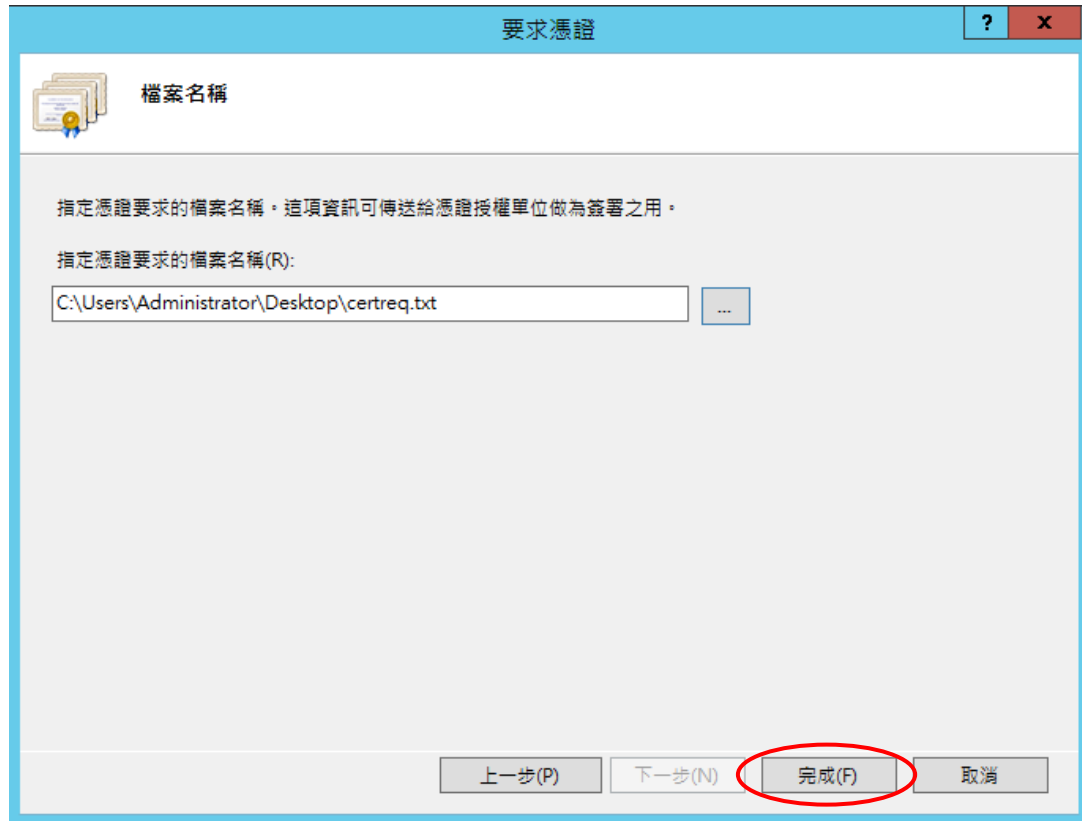 要求憑證
?
x
檔案名稱
指定憑證要求的檔案名稱。這項資訊可傳送給憑證授權單位做為簽署之用。
指定憑證要求的檔案名稱(R):
C:\Users\Administrator\Desktop\certreq.txt
...
上一步(P)
下一步(N)
完成(F)
取消